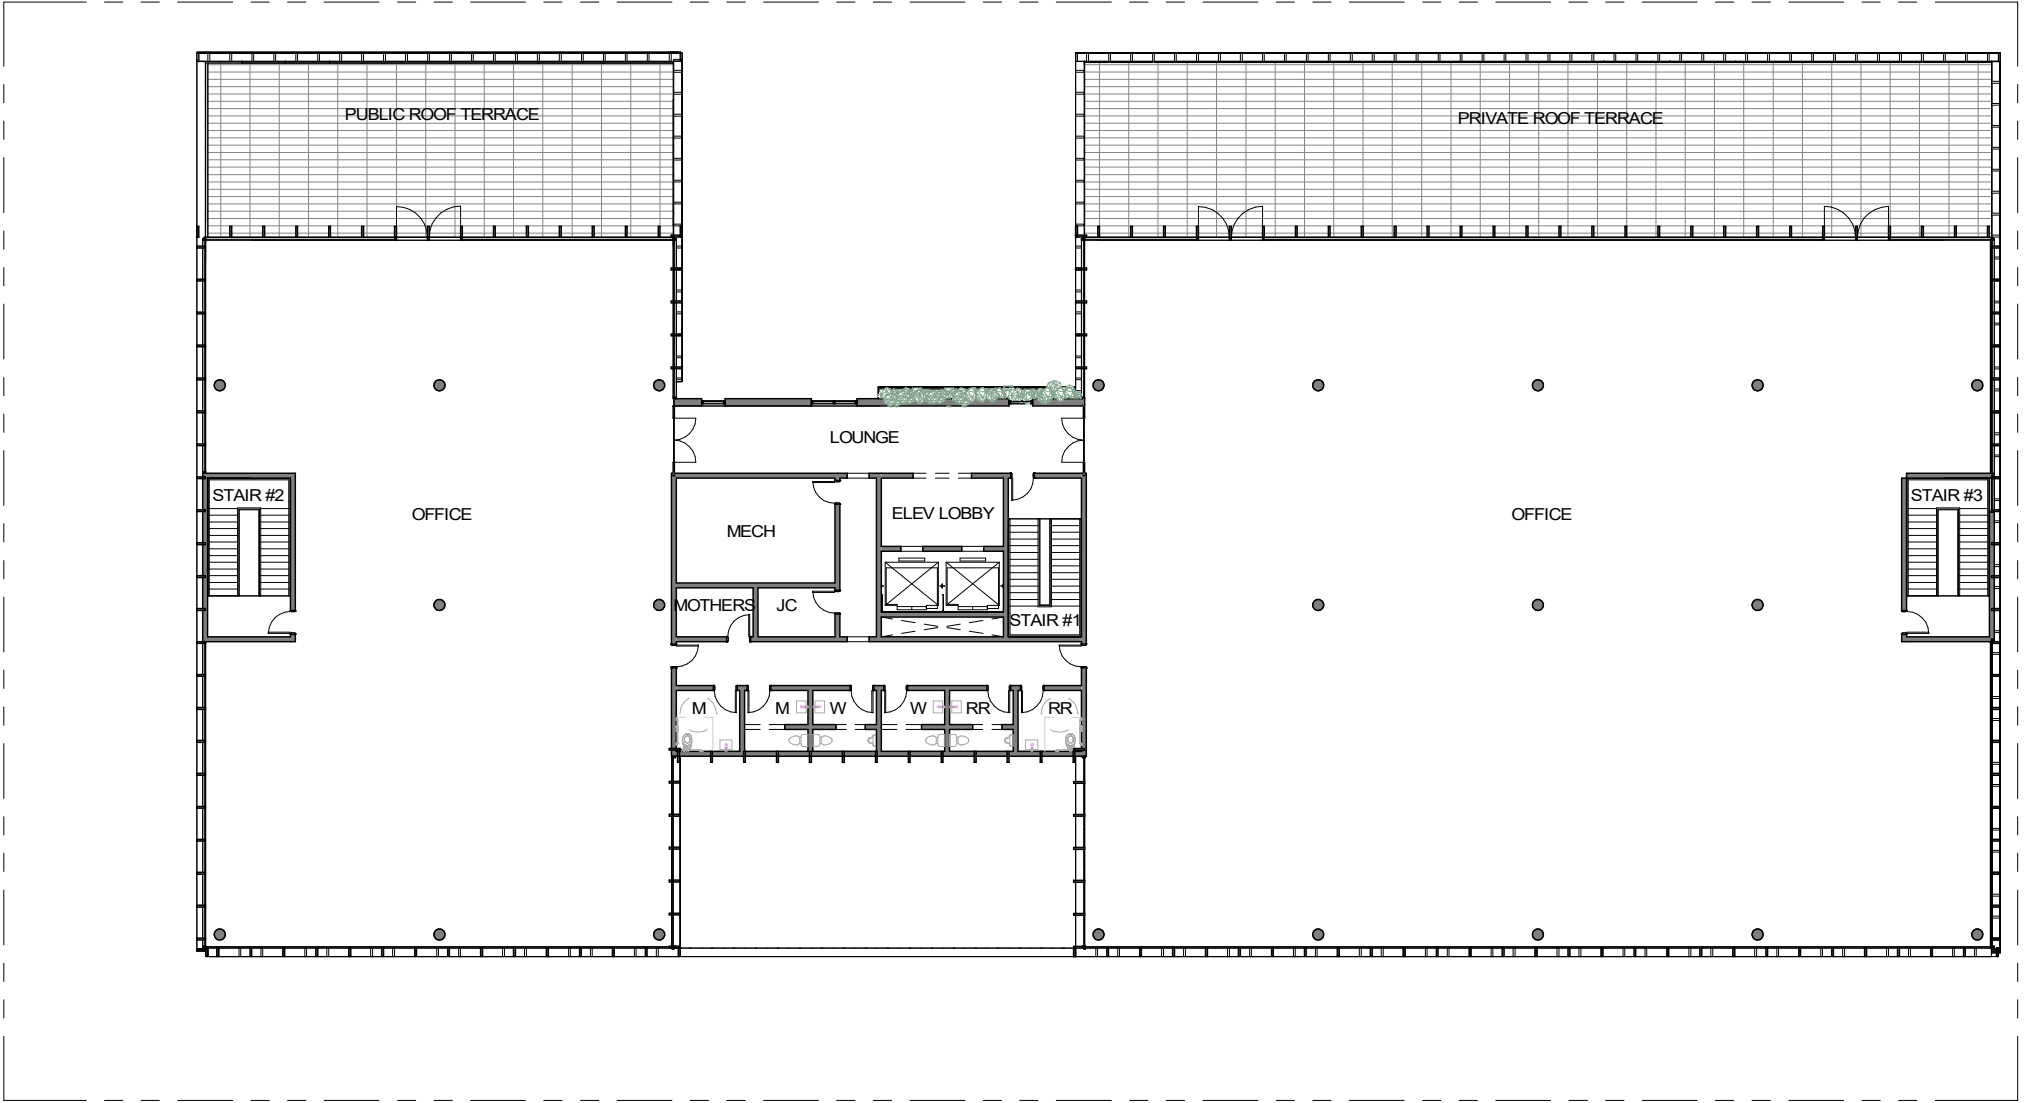 PUBLIC ROOF TERRACE
PRIVATE ROOF TERRACE
LOUNGE
STAIR #2
OFFICE
MECH
ELEV LOBBY
OFFICE
STAIR #3
MOTHERS
JC
STAIR #1
M
M
W
W
RR
RR